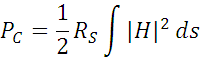 P_C = \frac{1}{2} R_S \int |H|^2 ds